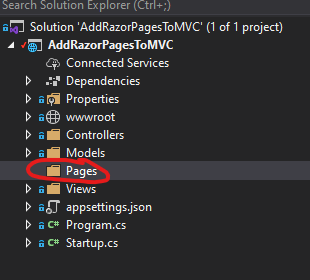 Search Solution Explorer (Ctrl+;)
Solution 'AddRazorPagesToMVC' (1 of 1 project)
AddRazorPagesToMVC
Connected Services
Dependencies
Properties
wwwroot
Controllers
Models
Pages
Views
appsettings.json
C# Program.cs
C# Startup.cs